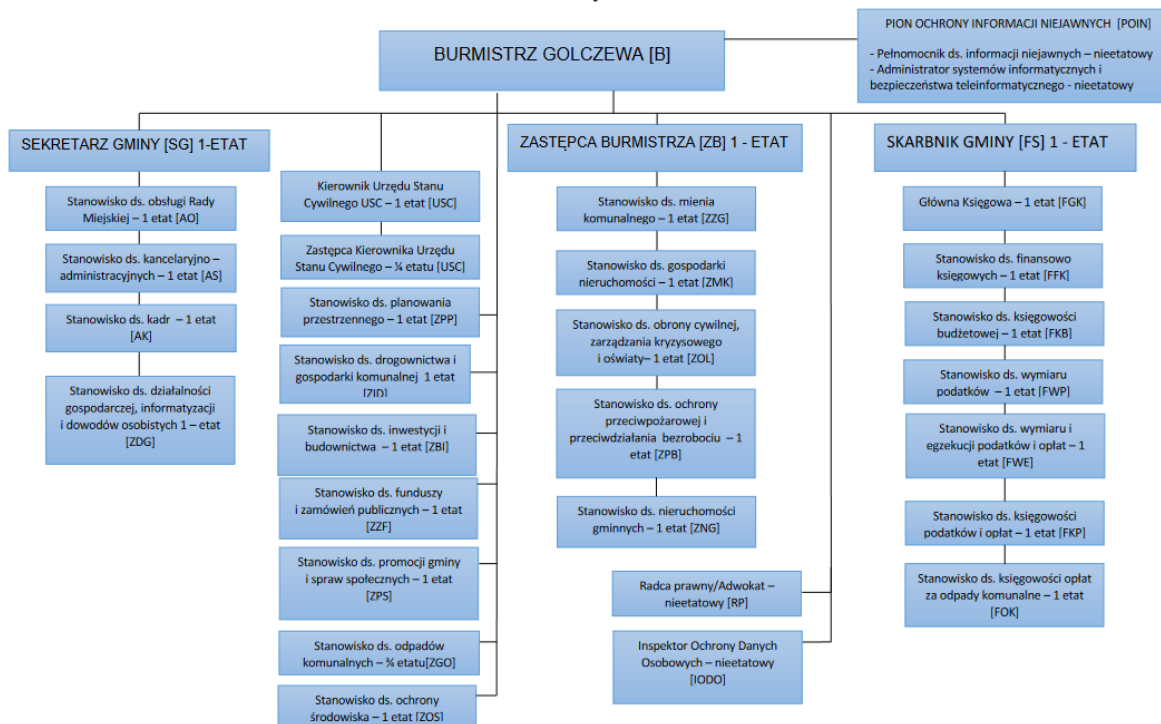 BURMISTRZ GOLCZEWA [B]
PION OCHRONY INFORMACJI NIEJAWNYCH [POIN]
- Pełnomocnik ds. informacji niejawnych – nieetatowy
- Administrator systemów informatycznych i
bezpieczeństwa teleinformatycznego - nieetatowy
SEKRETARZ GMINY [SG] 1-ETAT
Stanowisko ds. obsługi Rady
Miejskiej – 1 etat [AO]
Stanowisko ds. kancelaryjno –
administracyjnych – 1 etat [AS]
Stanowisko ds. kadr – 1 etat
[AK]
Stanowisko ds. działalności
gospodarczej, informatyzacji
i dowodów osobistych 1 – etat
[ZDG]
Kierownik Urzędu Stanu
Cywilnego USC – 1 etat [USC]
Zastępca Kierownika Urzędu
Stanu Cywilnego – ¼ etatu [USC]
Stanowisko ds. planowania
przestrzennego – 1 etat [ZPP]
Stanowisko ds. drogownictwa i
gospodarki komunalnej 1 etat
[ZID]
Stanowisko ds. inwestycji i
budownictwa – 1 etat [ZBI]
Stanowisko ds. funduszy
i zamówień publicznych – 1 etat
[ZZF]
Stanowisko ds. promocji gminy
i spraw społecznych – 1 etat
[ZPS]
Stanowisko ds. odpadów
komunalnych – ¾ etatu[ZGO]
Stanowisko ds. ochrony
środowiska – 1 etat [ZOS]
ZASTĘPCA BURMISTRZA [ZB] 1 - ETAT
Stanowisko ds. mienia
komunalnego – 1 etat [ZZG]
Stanowisko ds. gospodarki
nieruchomości – 1 etat [ZMK]
Stanowisko ds. obrony cywilnej,
zarządzania kryzysowego
i oświaty– 1 etat [ZOL]
Stanowisko ds. ochrony
przeciwpożarowej i
przeciwdziałania bezrobociu – 1
etat [ZPB]
Stanowisko ds. nieruchomości
gminnych – 1 etat [ZNG]
Radca prawny/Adwokat –
nieetatowy [RP]
Inspektor Ochrony Danych
Osobowych – nieetatowy
[IODO]
SKARBNIK GMINY [FS] 1 - ETAT
Główna Księgowa – 1 etat [FGK]
Stanowisko ds. finansowo
księgowych – 1 etat [FFK]
Stanowisko ds. księgowości
budżetowej – 1 etat [FKB]
Stanowisko ds. wymiaru
podatków – 1 etat [FWP]
Stanowisko ds. wymiaru i
egzekucji podatków i opłat – 1
etat [FWE]
Stanowisko ds. księgowości
podatków i opłat – 1 etat [FKP]
Stanowisko ds. księgowości opłat
za odpady komunalne – 1 etat
[FOK]